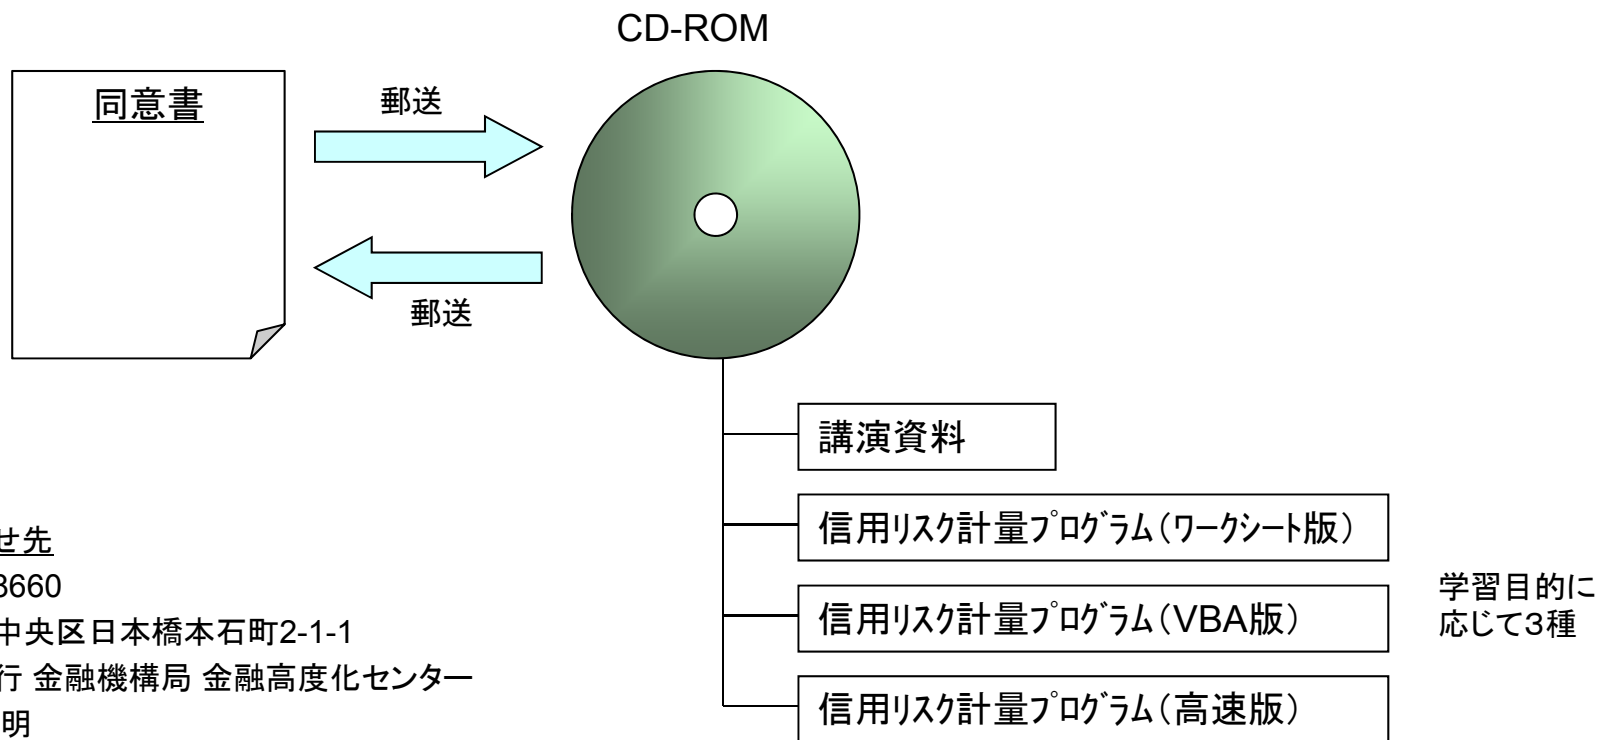 CD-ROM
同意書
郵送
郵送
講演資料
信用ﾘｽｸ計量ﾌﾟﾛｸﾞﾗﾑ（ﾜｰｸｼｰﾄ版）
信用ﾘｽｸ計量ﾌﾟﾛｸﾞﾗﾑ（VBA版）
信用ﾘｽｸ計量ﾌﾟﾛｸﾞﾗﾑ（高速版）
学習目的に
応じて3種
せ先
3660
中央区日本橋本石町2-1-1
行 金融機構局 金融高度化センター
明